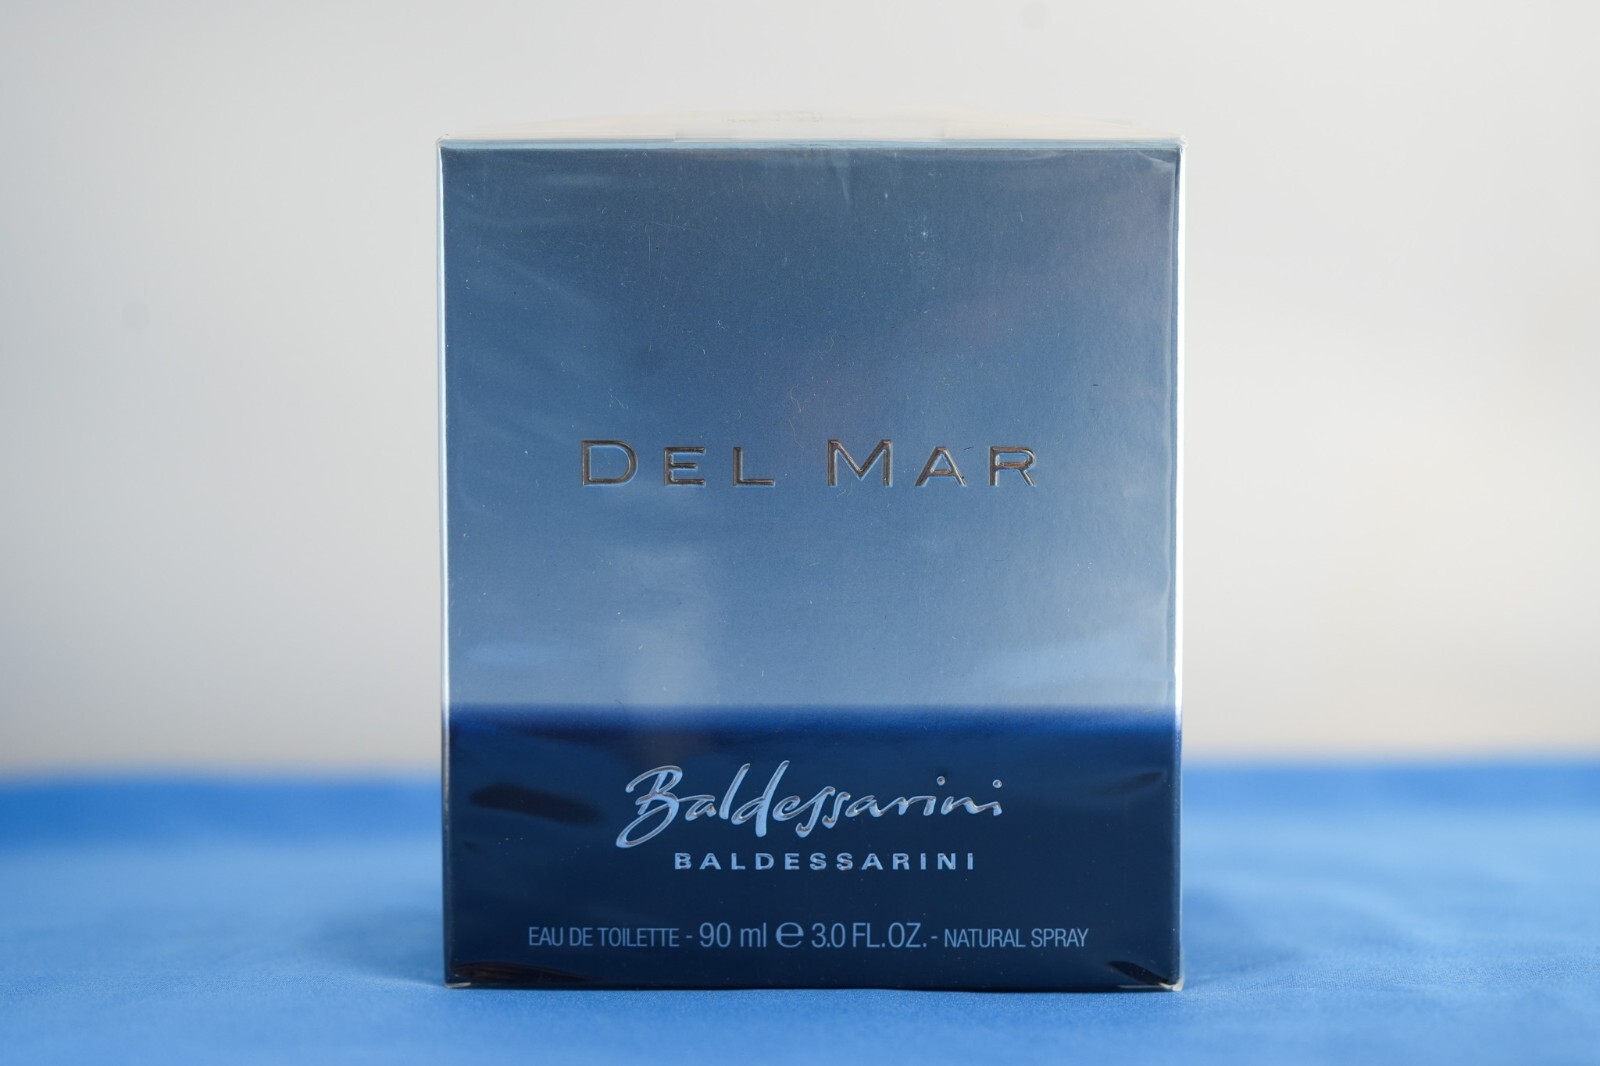 DEL MAR
Baldessarini
BALDESSARINI
EAU DE TOILETTE - 90 ml ℮ 3.0 FL.OZ. - NATURAL SPRAY